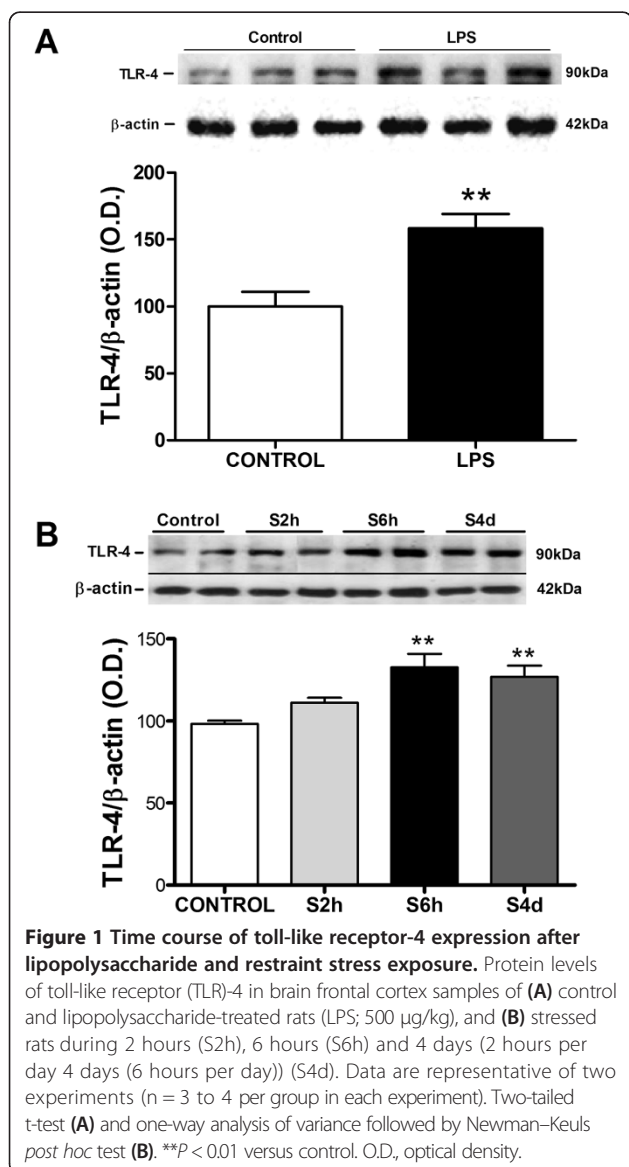 A
Control LPS
TLR-4 – 90kDa
β-actin – 42kDa
200
150
100
50
0
TLR-4/β-actin (O.D.)
**
CONTROL LPS
B
Control S2h S6h S4d
TLR-4 – 90kDa
β-actin – 42kDa
150
100
50
0
TLR-4/β-actin (O.D.)
** **
CONTROL S2h S6h S4d
Figure 1 Time course of toll-like receptor-4 expression after
lipopolysaccharide and restraint stress exposure. Protein levels
of toll-like receptor (TLR)-4 in brain frontal cortex samples of (A) control
and lipopolysaccharide-treated rats (LPS; 500 μg/kg), and (B) stressed
rats during 2 hours (S2h), 6 hours (S6h) and 4 days (2 hours per
day 4 days (6 hours per day)) (S4d). Data are representative of two
experiments (n = 3 to 4 per group in each experiment). Two-tailed
t-test (A) and one-way analysis of variance followed by Newman–Keuls
post hoc test (B). **P < 0.01 versus control. O.D., optical density.